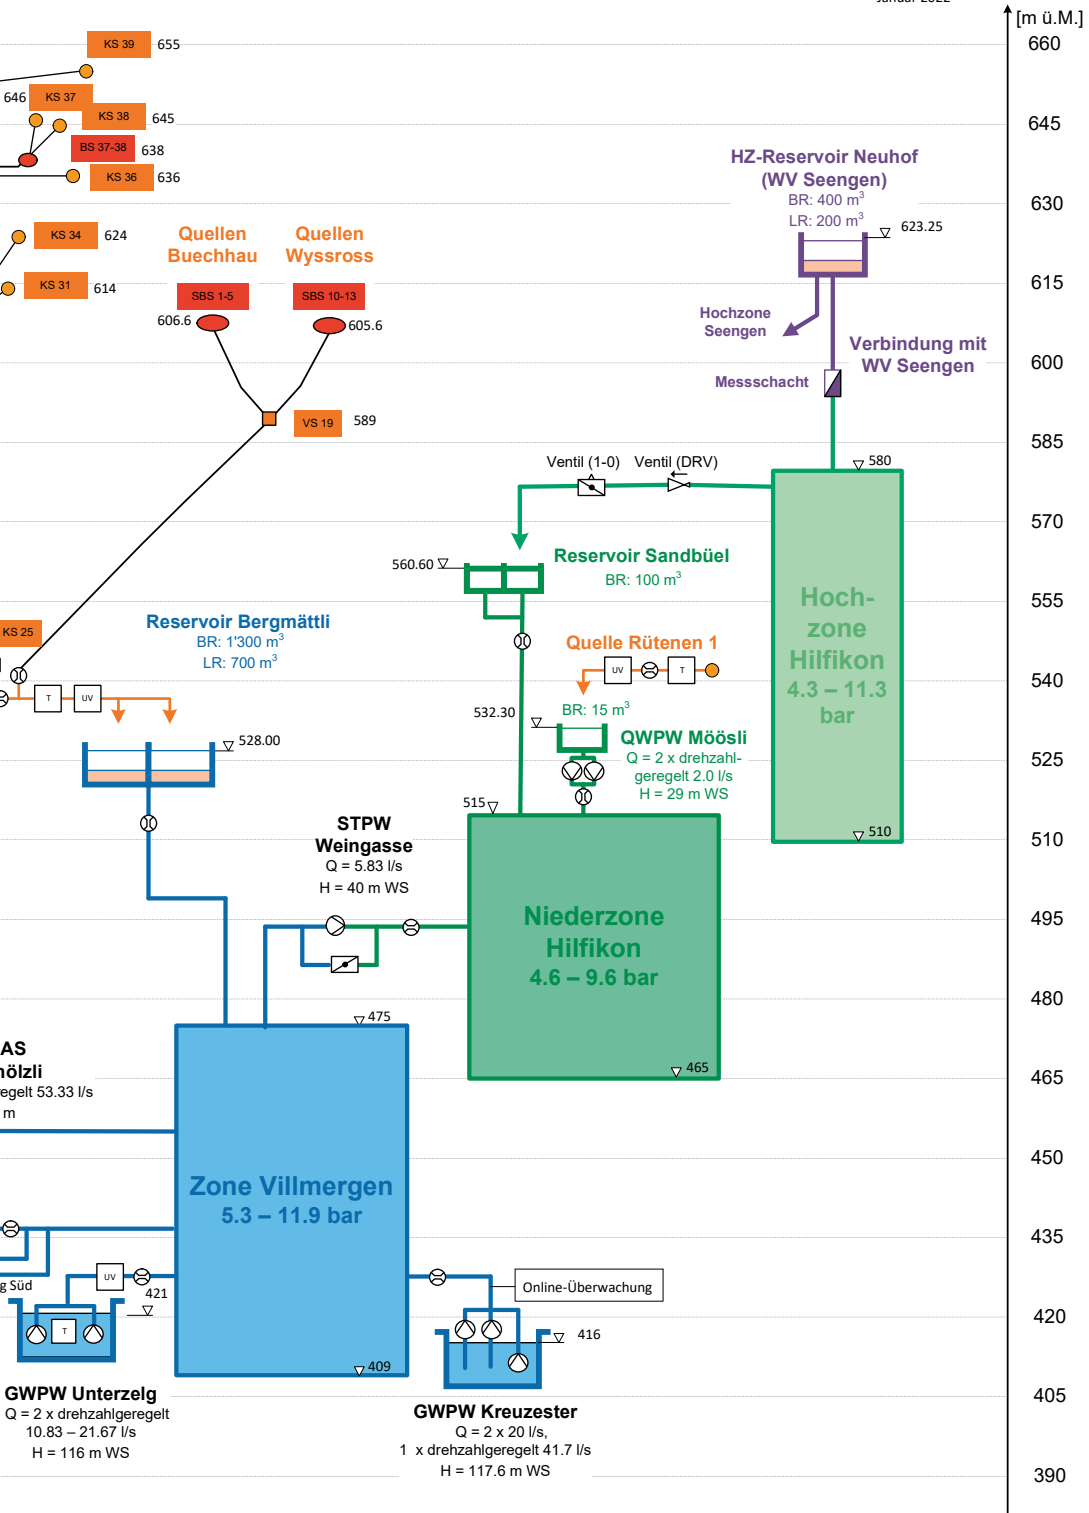 Januar 2022
[m ü.M.]
KS 39
655
660
646
KS 37
KS 38
645
645
BS 37-38
638
KS 36
636
HZ-Reservoir Neuhof
(WV Seengen)
BR: 400 m³
LR: 200 m³
630
KS 34
624
623.25
Quellen
Buechhau
Quellen
Wyssross
KS 31
614
615
SBS 1-5
SBS 10-13
606.6
605.6
Hochzone
Seengen
Verbindung mit
WV Seengen
600
Messschacht
VS 19
589
585
Ventil (1-0)
Ventil (DRV)
580
570
560.60
Reservoir Sandbüel
BR: 100 m³
555
Hoch-
zone
Hilfikon
4.3 – 11.3
bar
Reservoir Bergmättli
BR: 1'300 m³
LR: 700 m³
KS 25
Quelle Rütenen 1
UV
T
540
T
UV
BR: 15 m³
532.30
528.00
QWPW Möösli
Q = 2 x drehzahl-
geregelt 2.0 l/s
H = 29 m WS
525
515
STPW
Weingasse
Q = 5.83 l/s
H = 40 m WS
510
510
Niederzone
Hilfikon
4.6 – 9.6 bar
495
480
475
AS
hölzli
egelt 53.33 l/s
m
465
465
450
Zone Villmergen
5.3 – 11.9 bar
435
g Süd
UV
421
T
Online-Überwachung
420
416
409
405
GWPW Unterzelg
Q = 2 x drehzahlgeregelt
10.83 – 21.67 l/s
H = 116 m WS
GWPW Kreuzester
Q = 2 x 20 l/s,
1 x drehzahlgeregelt 41.7 l/s
H = 117.6 m WS
390